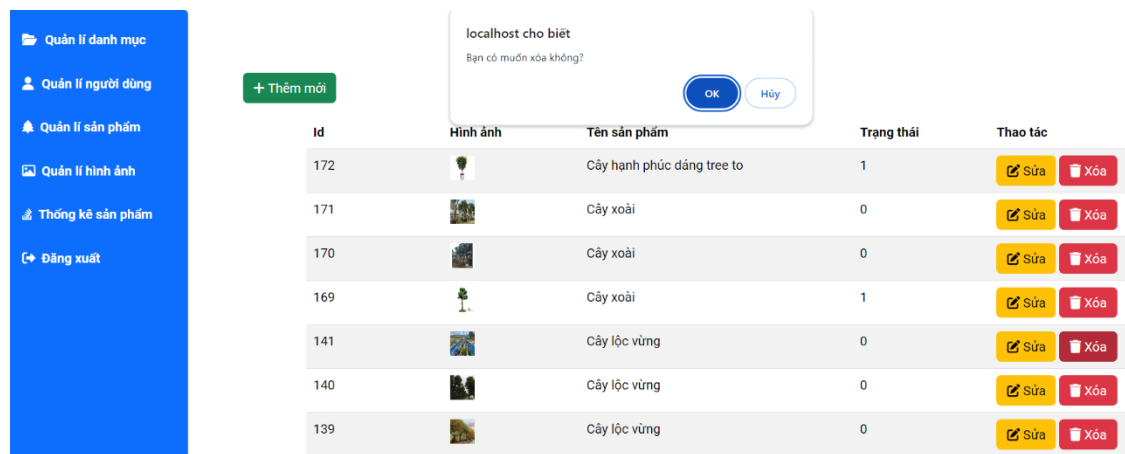 Quản lí danh mục
Quản lí người dùng
Quản lí sản phẩm
Quản lí hình ảnh
Thống kê sản phẩm
Đăng xuất
localhost cho biết
Bạn có muốn xóa không?
OK Hủy
+ Thêm mới
Id Hình ảnh Tên sản phẩm Trạng thái Thao tác
172 Cây hạnh phúc dáng tree to 1 Sửa Xóa
171 Cây xoài 0 Sửa Xóa
170 Cây xoài 0 Sửa Xóa
169 Cây xoài 1 Sửa Xóa
141 Cây lộc vừng 0 Sửa Xóa
140 Cây lộc vừng 0 Sửa Xóa
139 Cây lộc vừng 0 Sửa Xóa